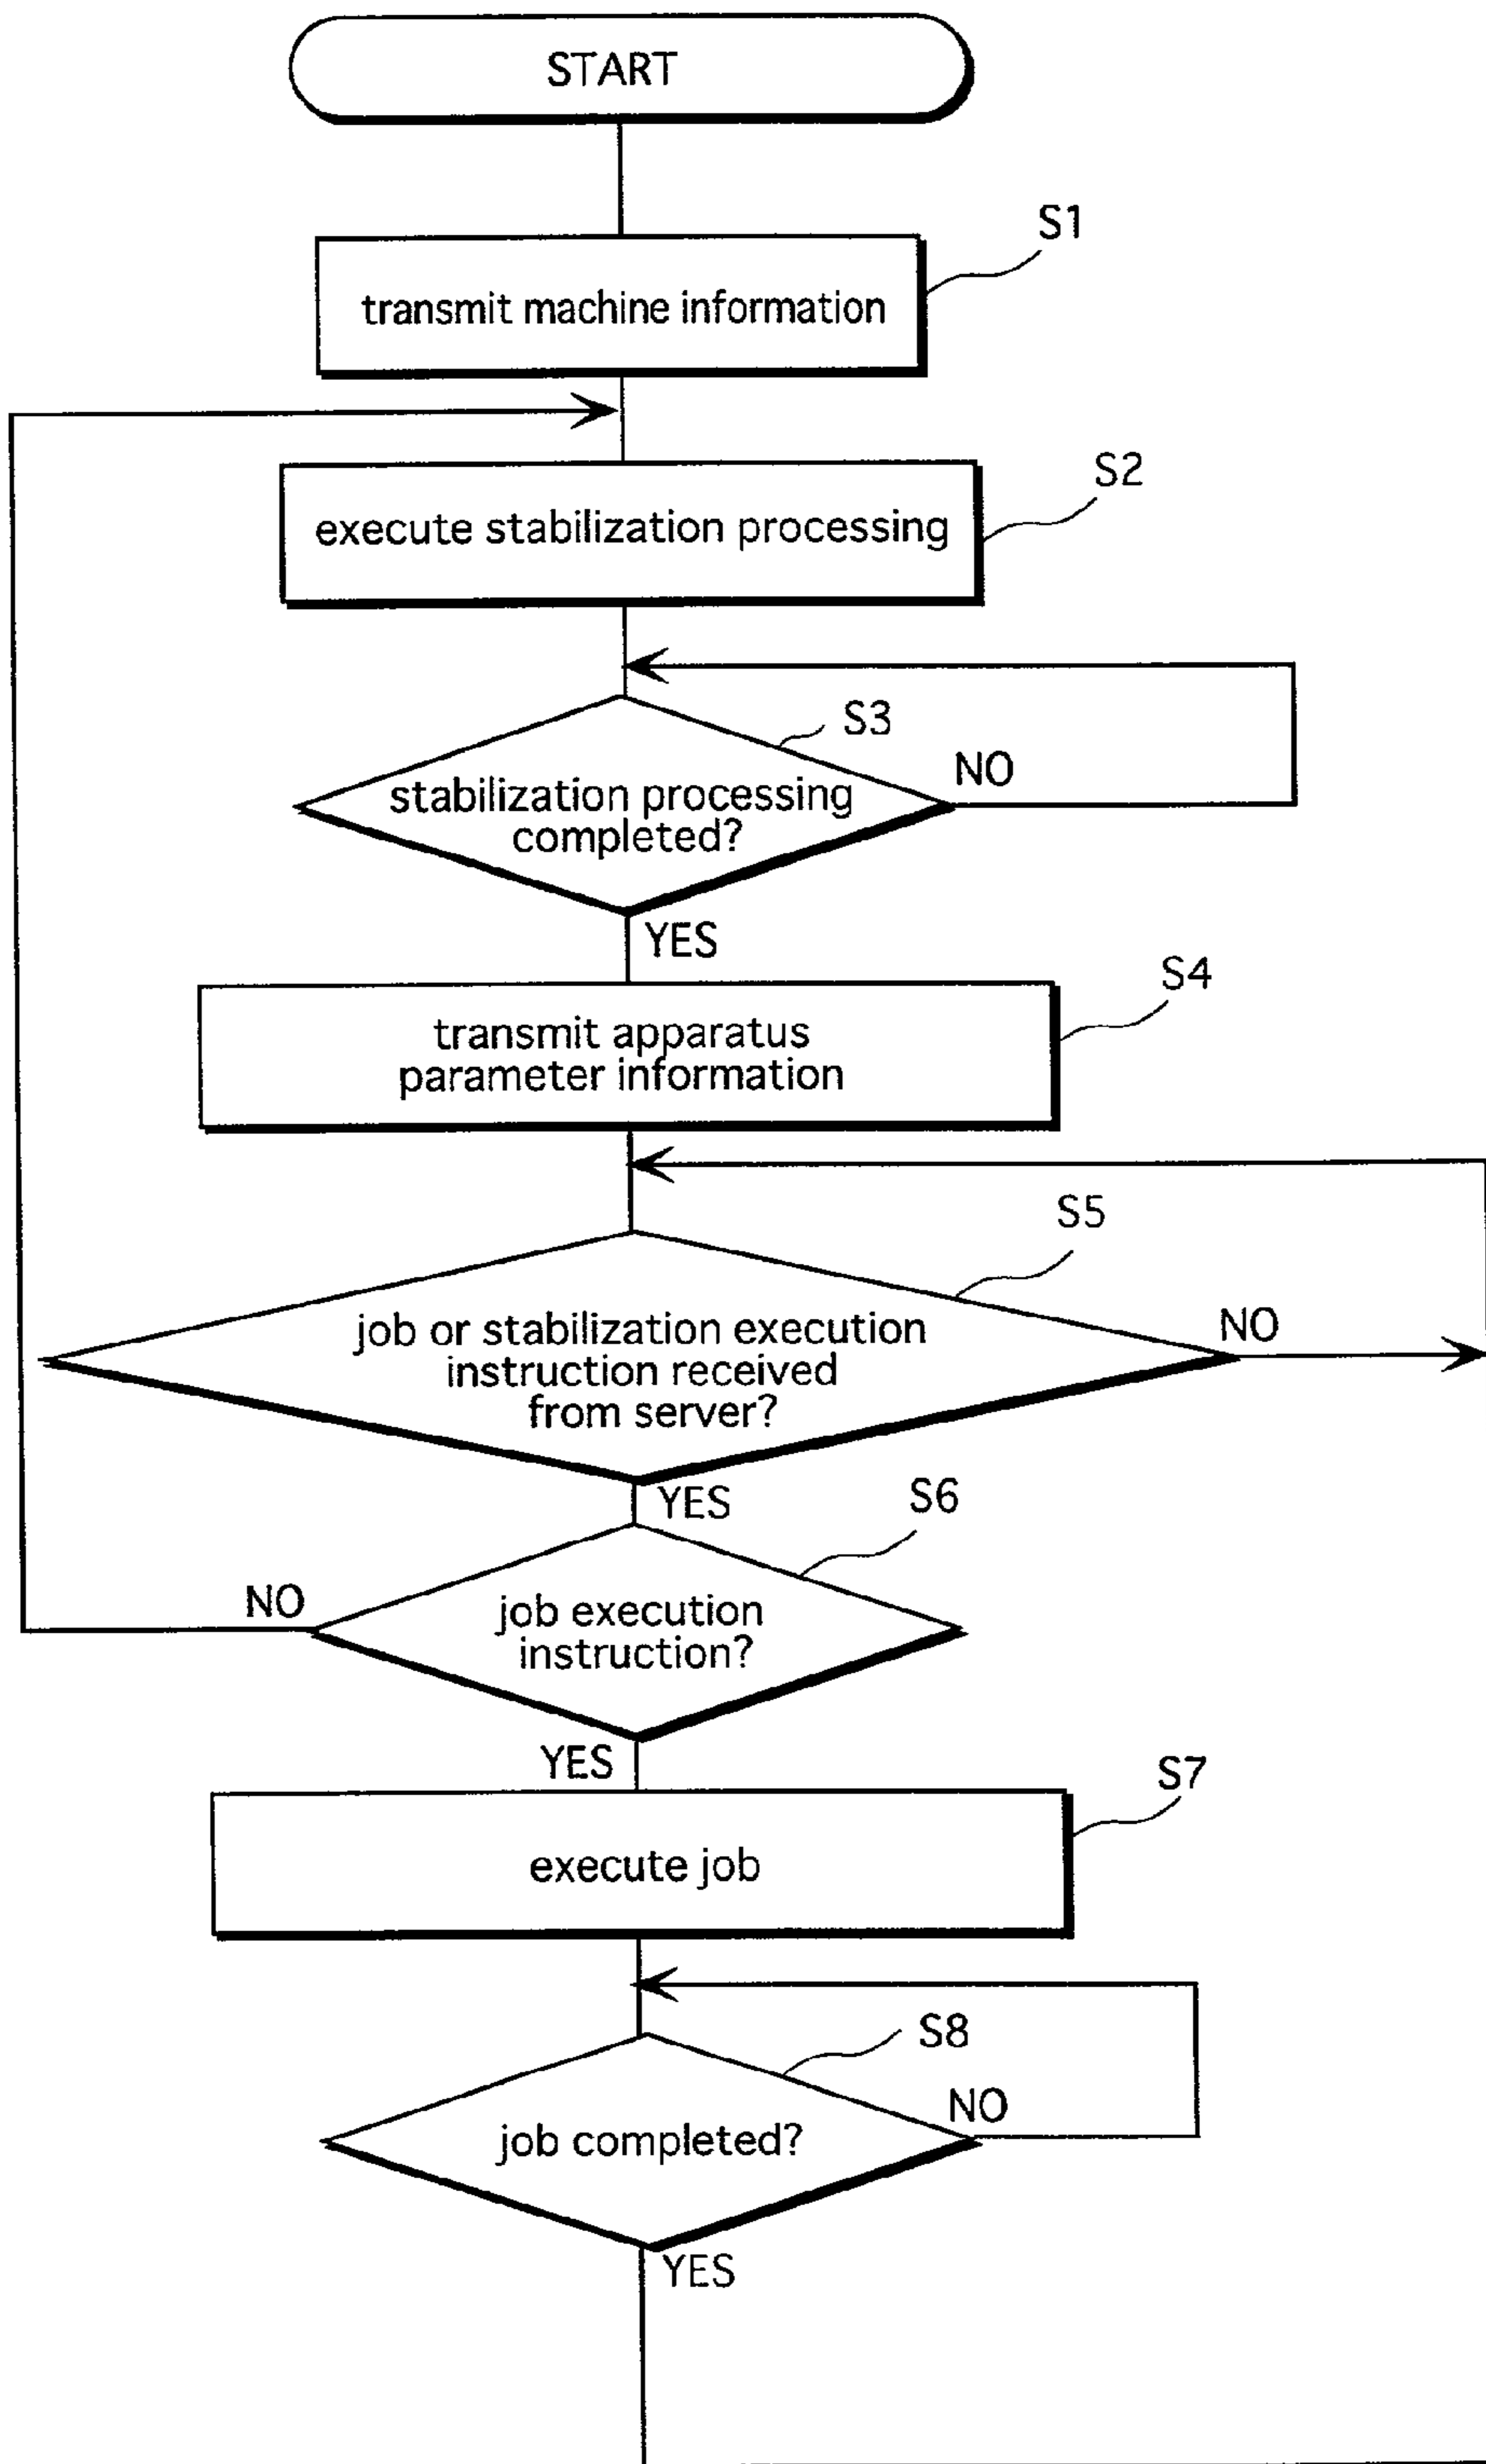 START
S1
transmit machine information
S2
execute stabilization processing
S3
NO
stabilization processing
completed?
YES
S4
transmit apparatus
parameter information
S5
NO
job or stabilization execution
instruction received
from server?
YES
S6
NO
job execution
instruction?
YES
S7
execute job
S8
NO
job completed?
YES